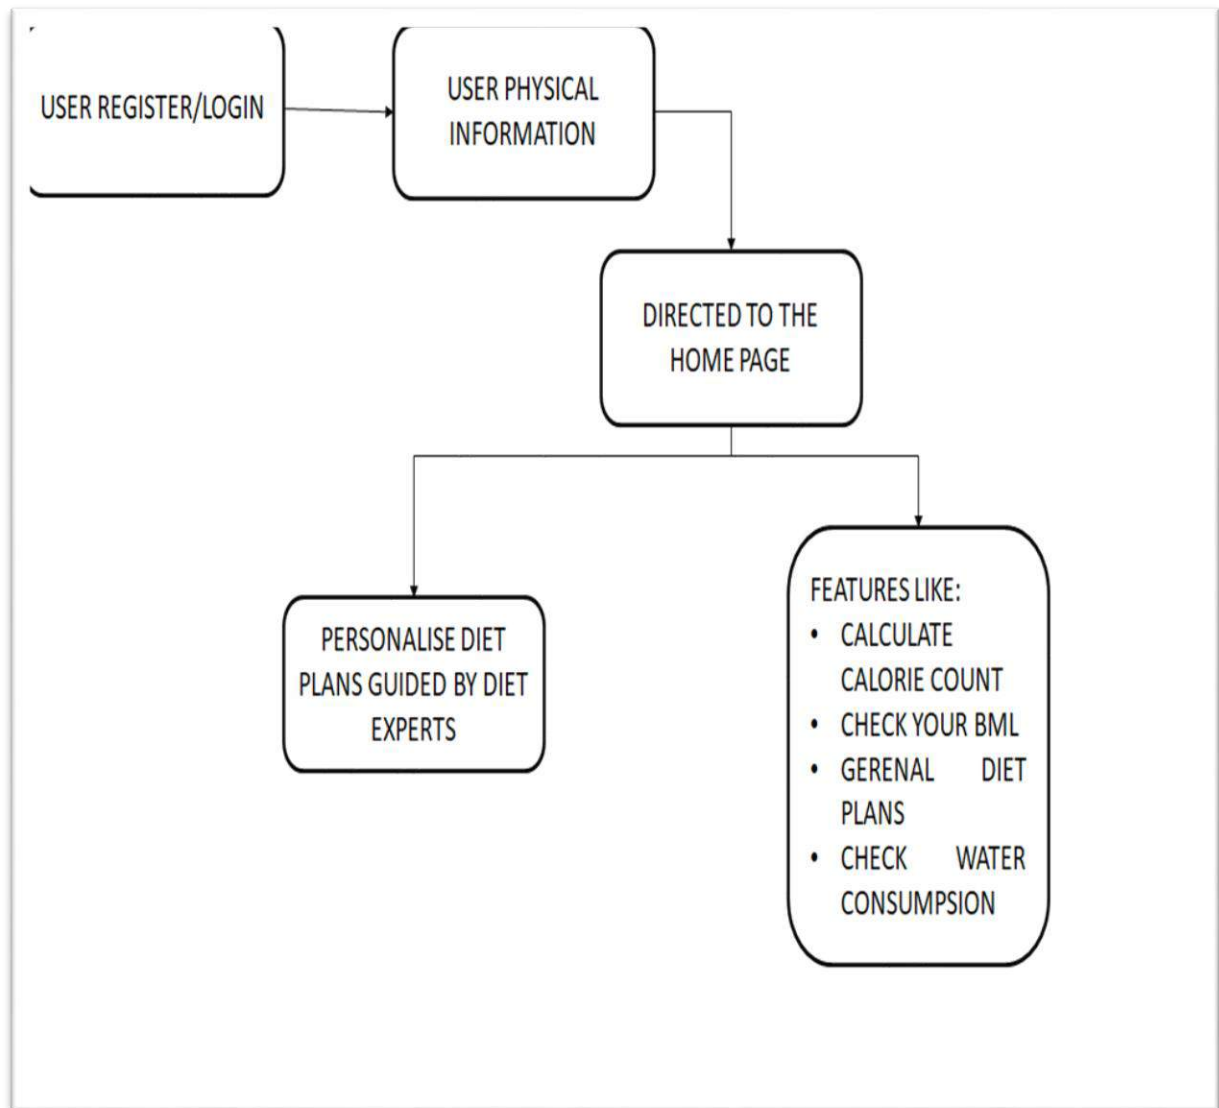 USER REGISTER/LOGIN
USER PHYSICAL
INFORMATION
DIRECTED TO THE
HOME PAGE
PERSONALISE DIET
PLANS GUIDED BY DIET
EXPERTS
FEATURES LIKE:
• CALCULATE
CALORIE COUNT
• CHECK YOUR BML
• GERENAL DIET
PLANS
• CHECK WATER
CONSUMPSION